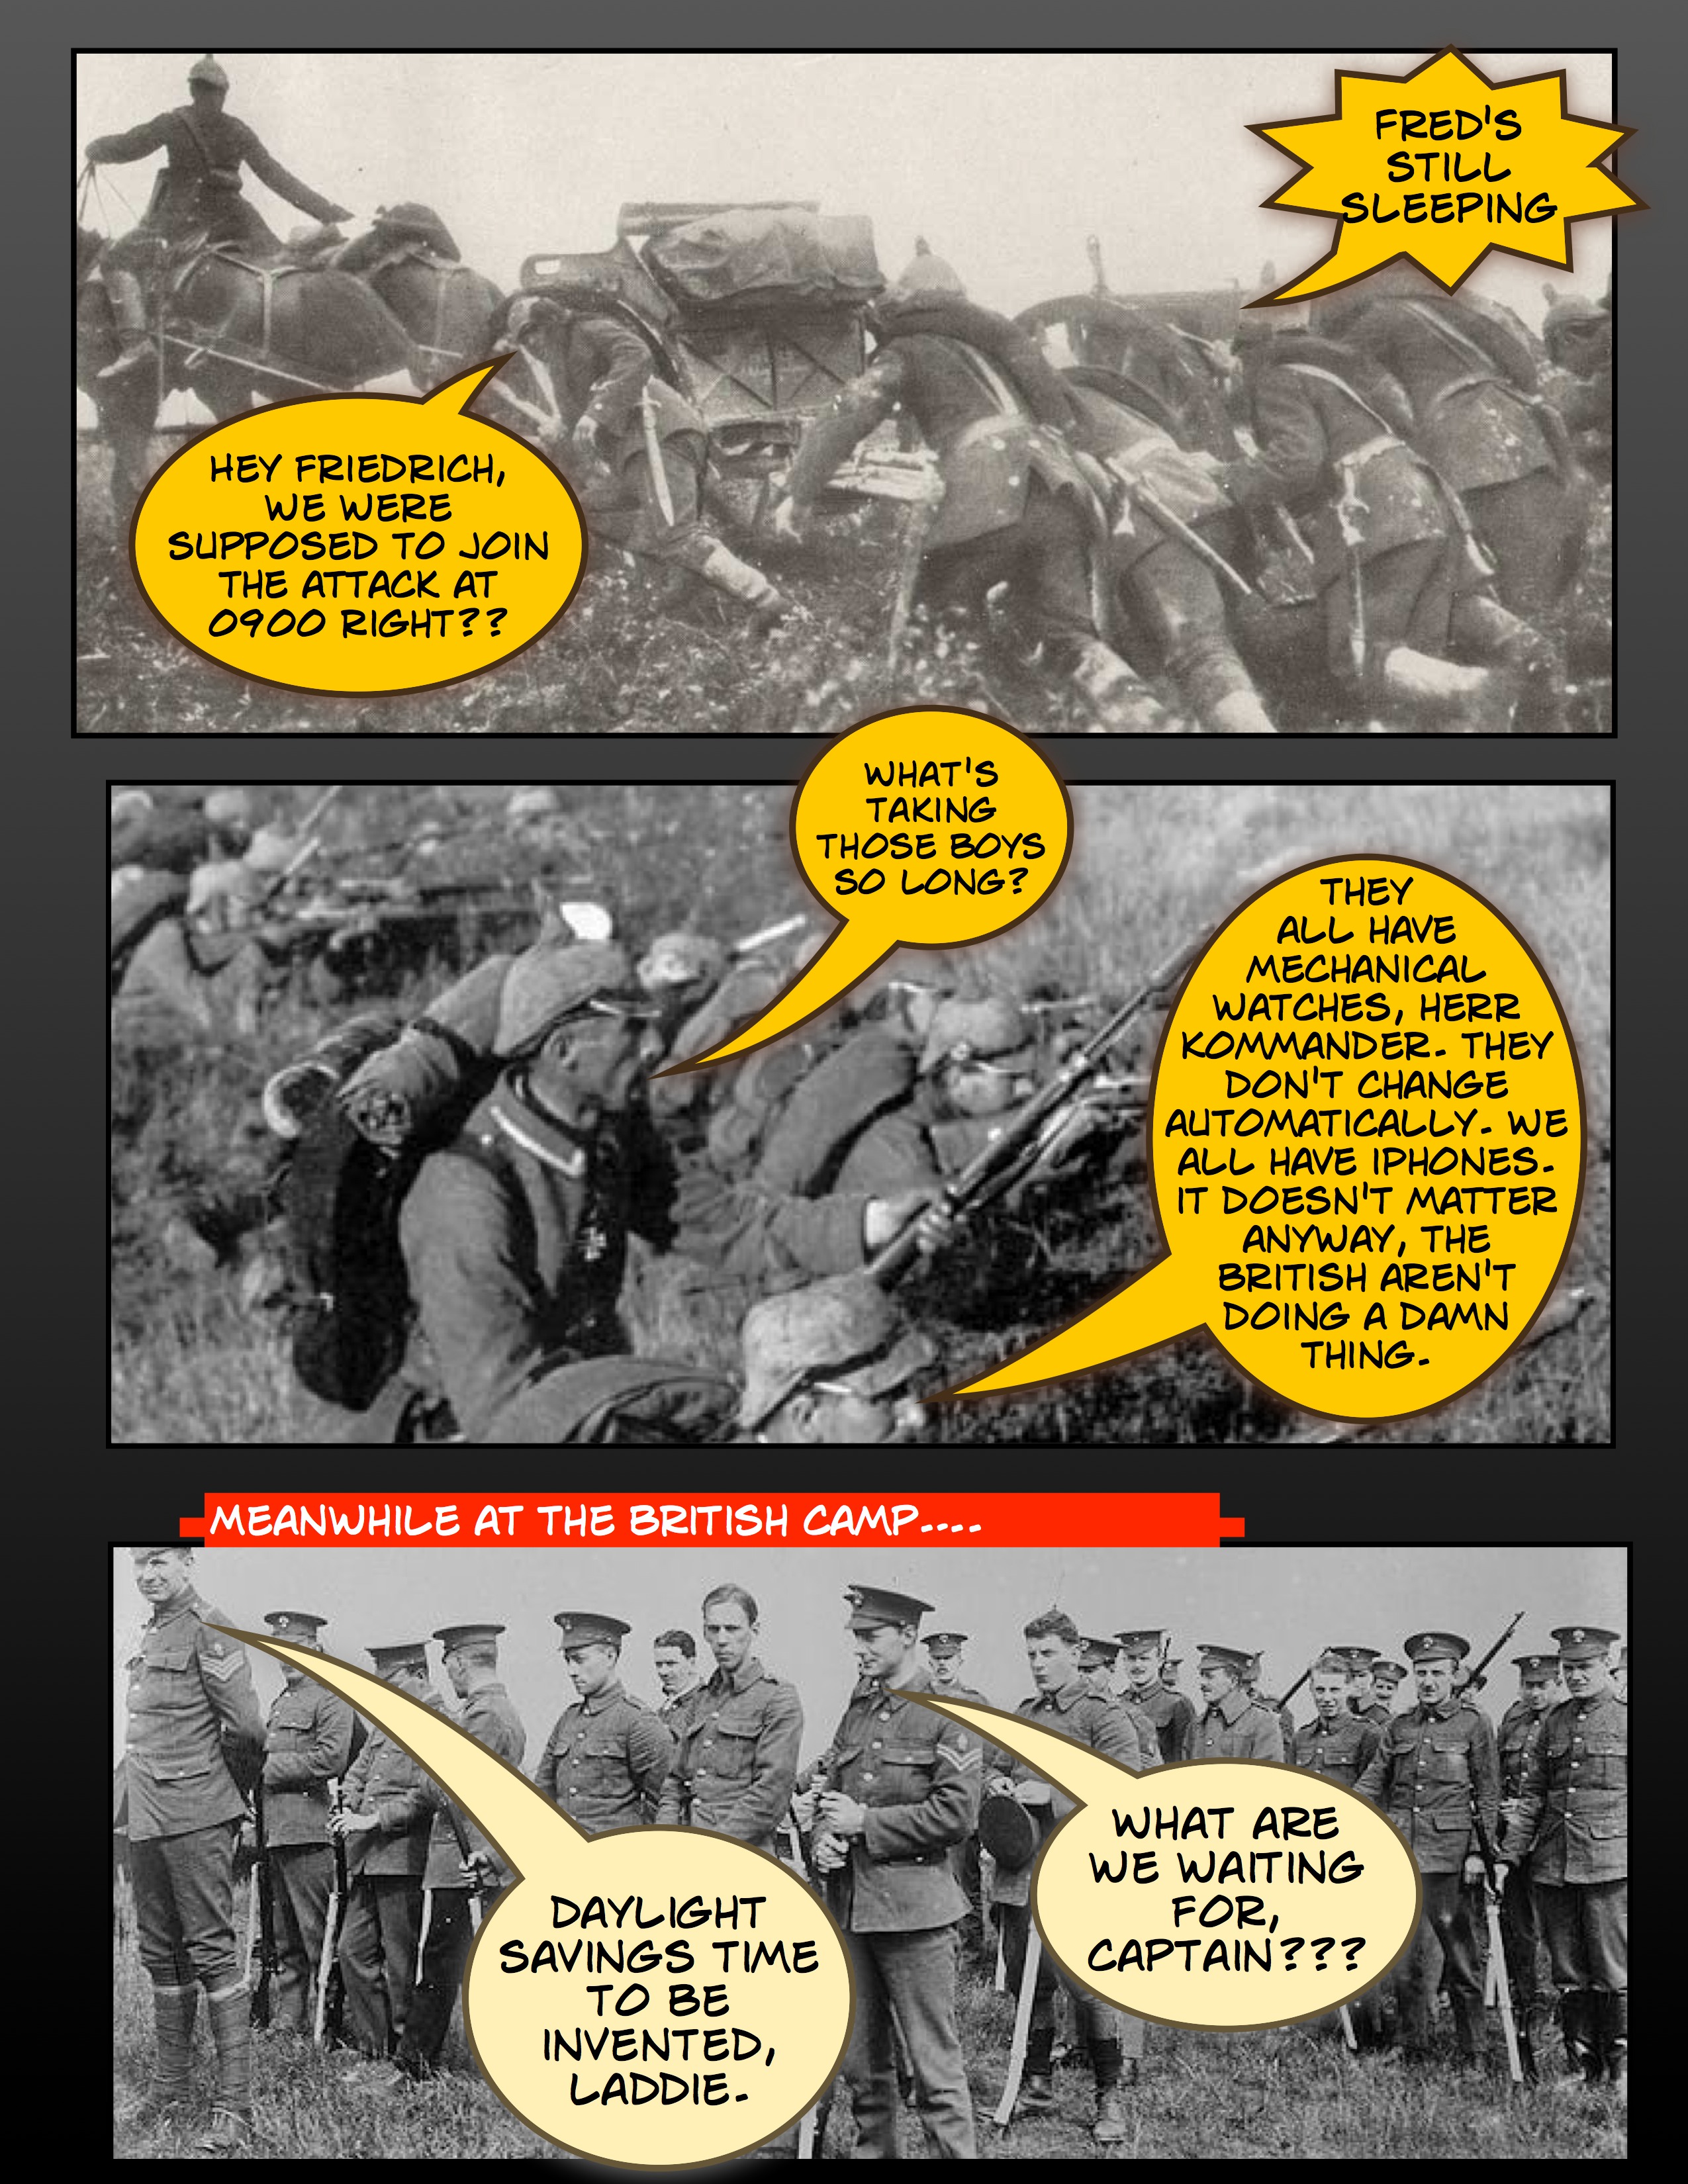 FRED'S
STILL
SLEEPING
HEY FRIEDRICH,
WE WERE
SUPPOSED TO JOIN
THE ATTACK AT
0900 RIGHT??
WHAT'S
TAKING
THOSE BOYS
SO LONG?
THEY
ALL HAVE
MECHANICAL
WATCHES, HERR
KOMMANDER. THEY
DON'T CHANGE
AUTOMATICALLY. WE
ALL HAVE IPHONES.
IT DOESN'T MATTER
ANYWAY, THE
BRITISH AREN'T
DOING A DAMN
THING.
MEANWHILE AT THE BRITISH CAMP....
WHAT ARE
WE WAITING
FOR,
CAPTAIN???
DAYLIGHT
SAVINGS TIME
TO BE
INVENTED,
LADDIE.